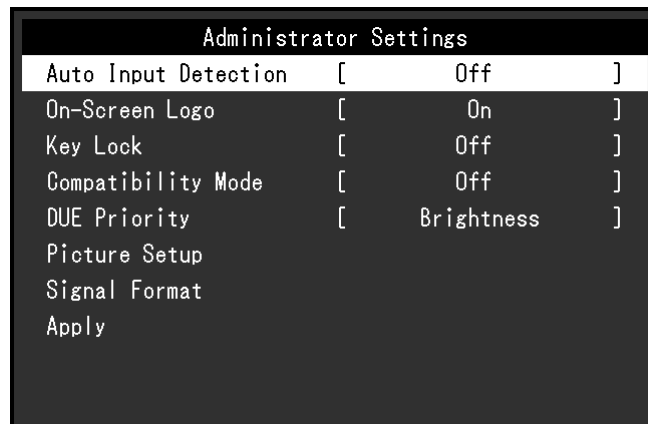 Administrator Settings
Auto Input Detection [ Off ]
On-Screen Logo [ On ]
Key Lock [ Off ]
Compatibility Mode [ Off ]
DUE Priority [ Brightness ]
Picture Setup
Signal Format
Apply